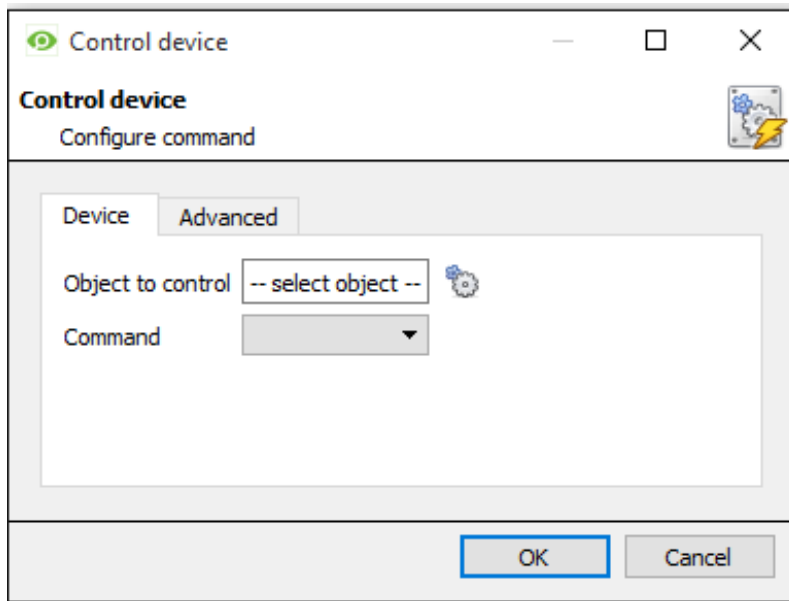 Control device
Control device
Configure command
Device Advanced
Object to control -- select object --
Command
OK Cancel